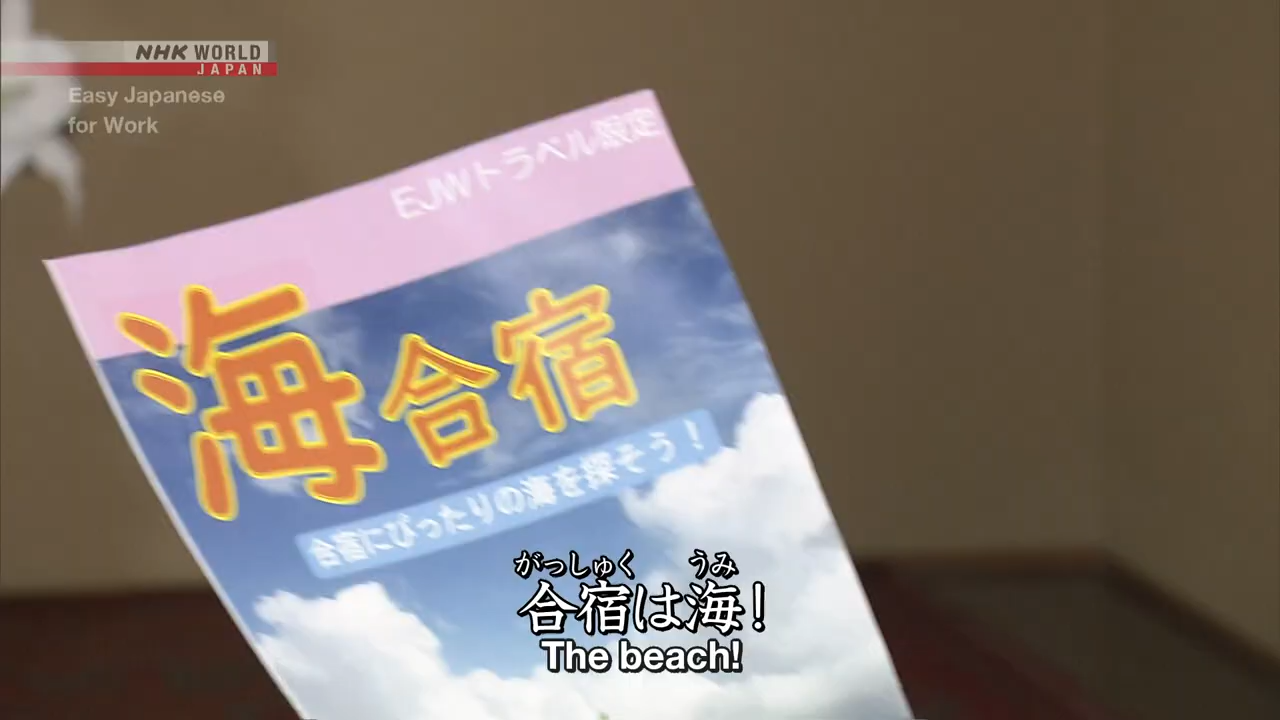 NHK WORLD
JAPAN
Easy Japanese
for Work
EJWトラベル限定
海合宿
合宿にぴったりの海を探そう！
がっしゅく うみ
合宿は海！
The beach!